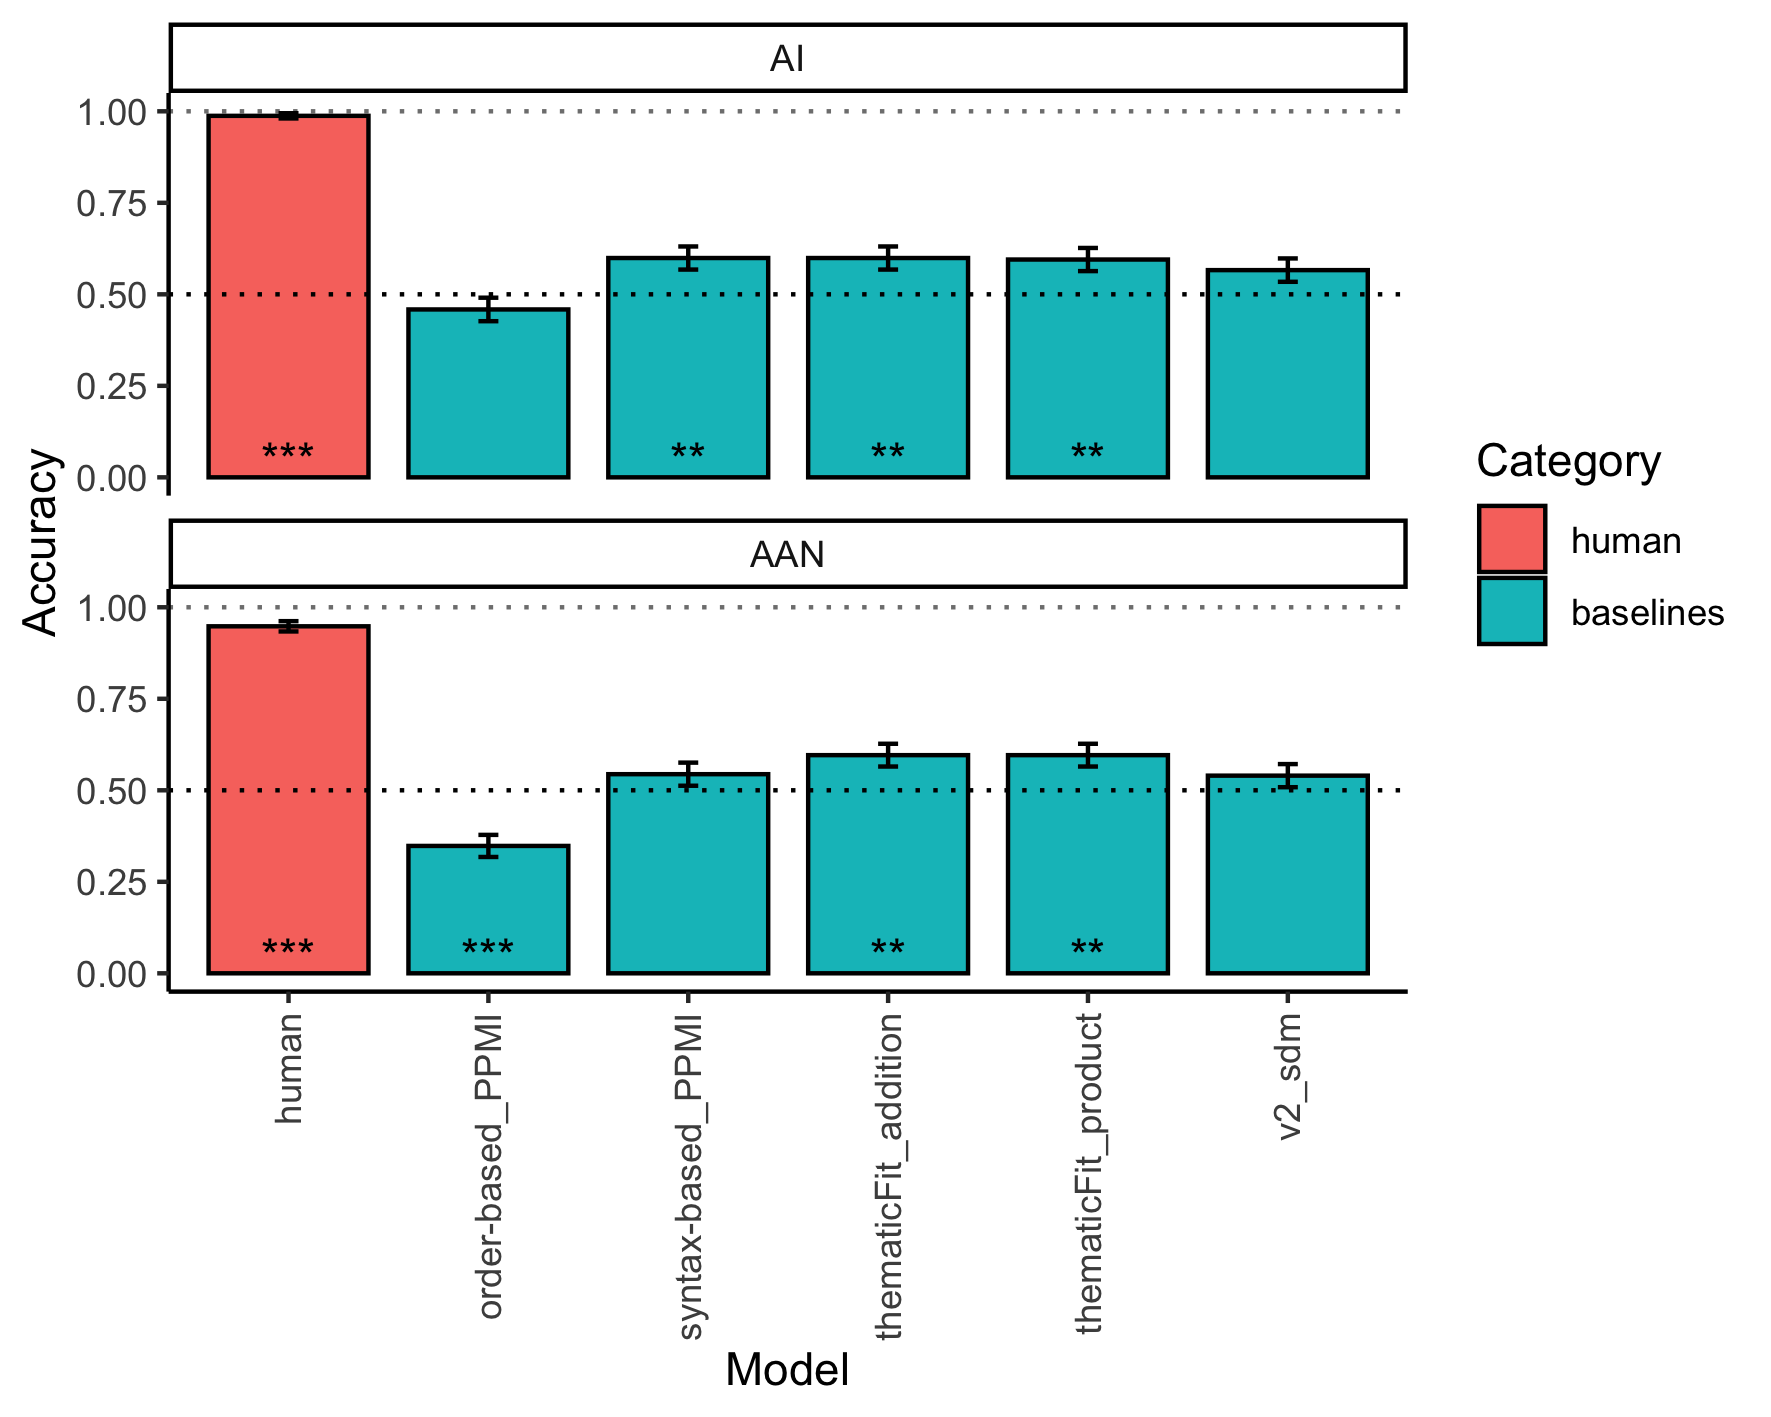 AI
1.00
0.75
0.50
0.25
0.00
*** ** ** **
AAN
1.00
0.75
0.50
0.25
0.00
*** *** ** **
Accuracy
human
order-based_PPMI
syntax-based_PPMI
thematicFit_addition
thematicFit_product
v2_sdm
Model
Category
human
baselines